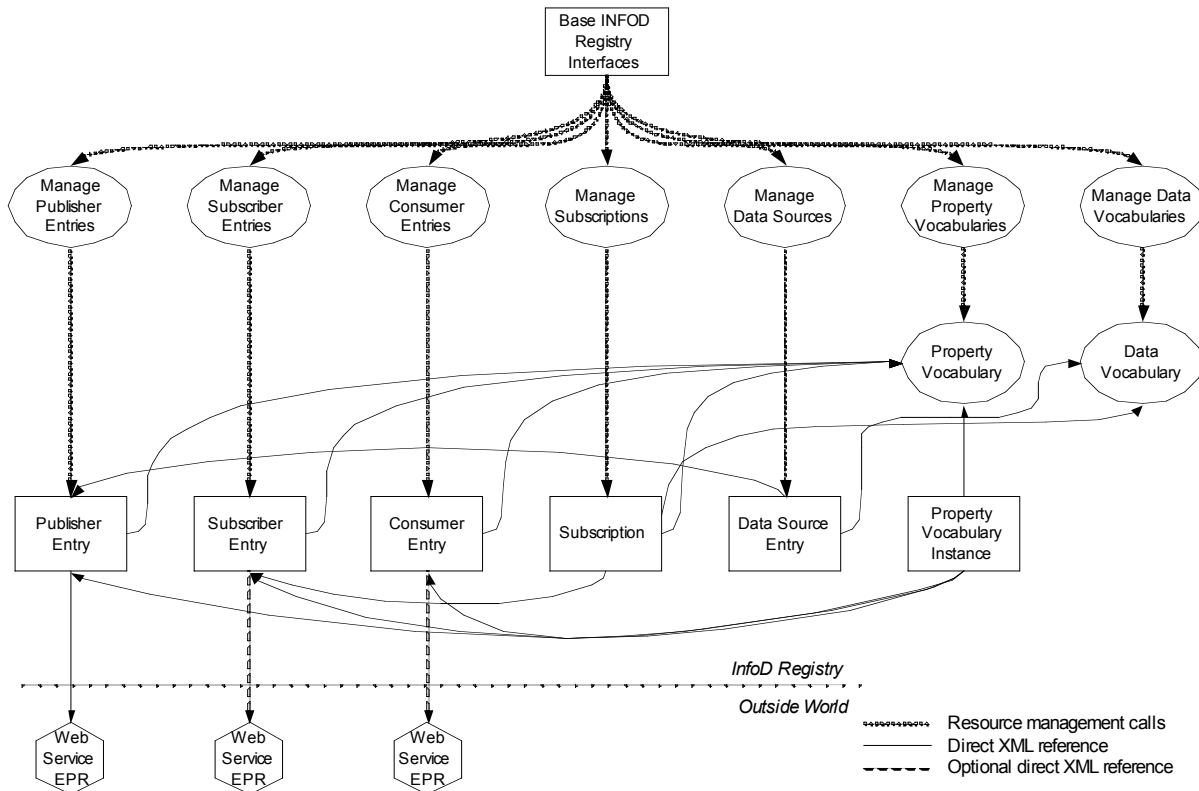 Base INFOD
Registry
Interfaces
Manage
Publisher
Entries
Manage
Subscriber
Entries
Manage
Consumer
Entries
Manage
Subscriptions
Manage
Data Sources
Manage
Property
Vocabularies
Manage Data
Vocabularies
Property
Vocabulary
Data
Vocabulary
Publisher
Entry
Subscriber
Entry
Consumer
Entry
Subscription
Data Source
Entry
Property
Vocabulary
Instance
InfoD Registry
Outside World
Web
Service
EPR
Web
Service
EPR
Web
Service
EPR
Resource management calls
Direct XML reference
Optional direct XML reference